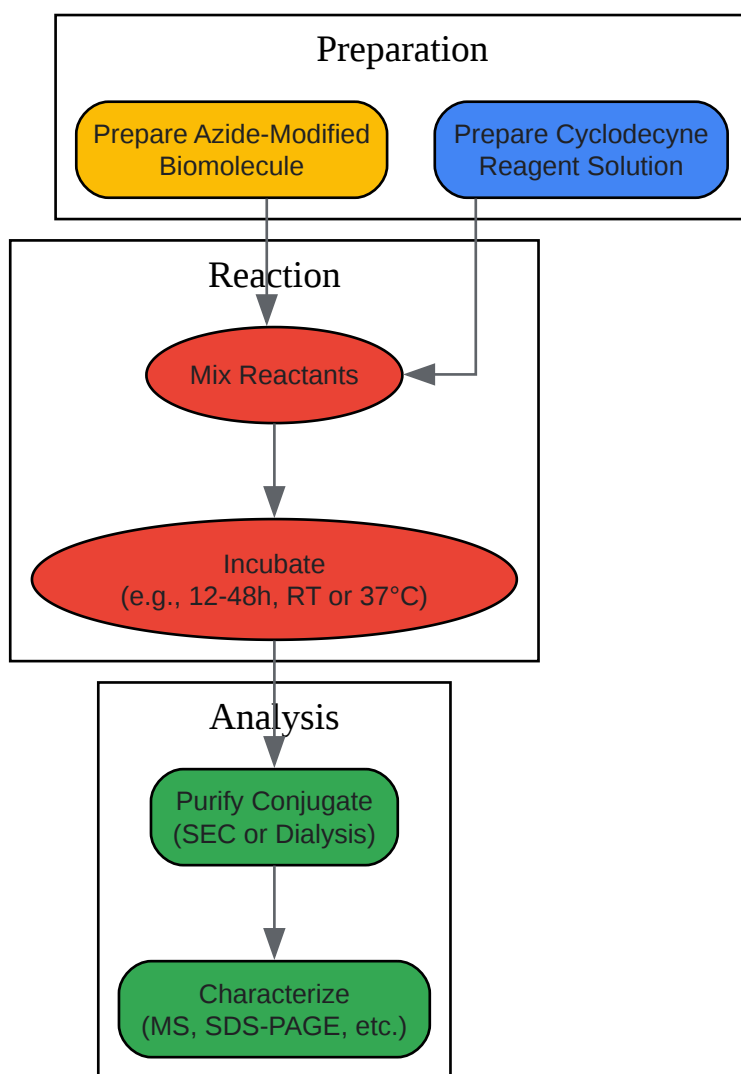 Preparation
Prepare Azide-Modified
Biomolecule
Prepare Cyclodecyne
Reagent Solution
Reaction
Mix Reactants
Incubate
(e.g., 12-48h, RT or 37°C)
Analysis
Purify Conjugate
(SEC or Dialysis)
Characterize
(MS, SDS-PAGE, etc.)